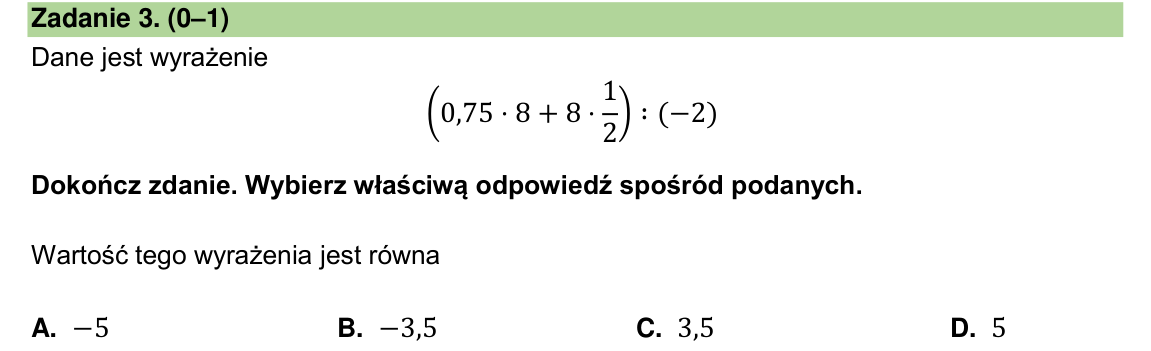 Zadanie 3. (0–1)
Dane jest wyrażenie
(0,75 · 8 + 8 · 1/2) : (−2)
Dokończ zdanie. Wybierz właściwą odpowiedź spośród podanych.
Wartość tego wyrażenia jest równa
A. −5 B. −3,5 C. 3,5 D. 5